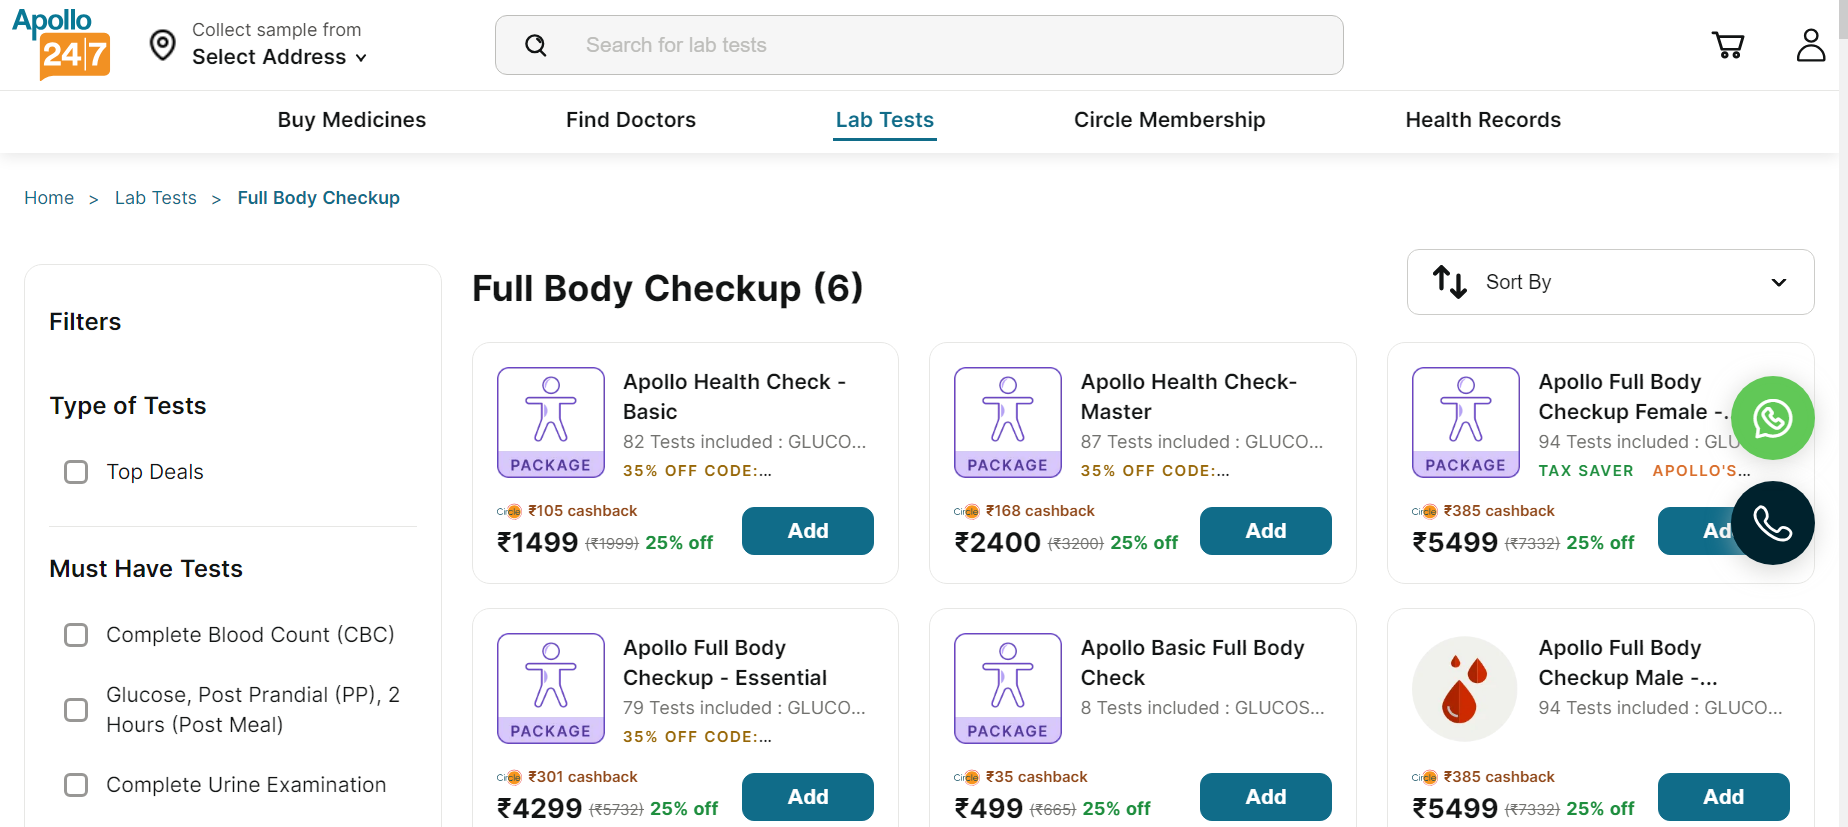 Apollo
24|7
Collect sample from
Select Address
Search for lab tests
Buy Medicines
Find Doctors
Lab Tests
Circle Membership
Health Records
Home > Lab Tests > Full Body Checkup
Filters
Type of Tests
Top Deals
Must Have Tests
Complete Blood Count (CBC)
Glucose, Post Prandial (PP), 2
Hours (Post Meal)
Complete Urine Examination
Full Body Checkup (6)
Sort By
PACKAGE
Apollo Health Check -
Basic
82 Tests included : GLUCO...
35% OFF CODE:...
Circle ₹105 cashback
₹1499 (₹1999) 25% off
Add
PACKAGE
Apollo Health Check-
Master
87 Tests included : GLUCO...
35% OFF CODE:...
Circle ₹168 cashback
₹2400 (₹3200) 25% off
Add
PACKAGE
Apollo Full Body
Checkup Female -...
94 Tests included : GLU
TAX SAVER APOLLO'S...
Circle ₹385 cashback
₹5499 (₹7332) 25% off
Ad
PACKAGE
Apollo Full Body
Checkup - Essential
79 Tests included : GLUCO...
35% OFF CODE:...
Circle ₹301 cashback
₹4299 (₹5732) 25% off
Add
PACKAGE
Apollo Basic Full Body
Check
8 Tests included : GLUCOS...
Circle ₹35 cashback
₹499 (₹665) 25% off
Add
Apollo Full Body
Checkup Male -...
94 Tests included : GLUCO...
Circle ₹385 cashback
₹5499 (₹7332) 25% off
Add